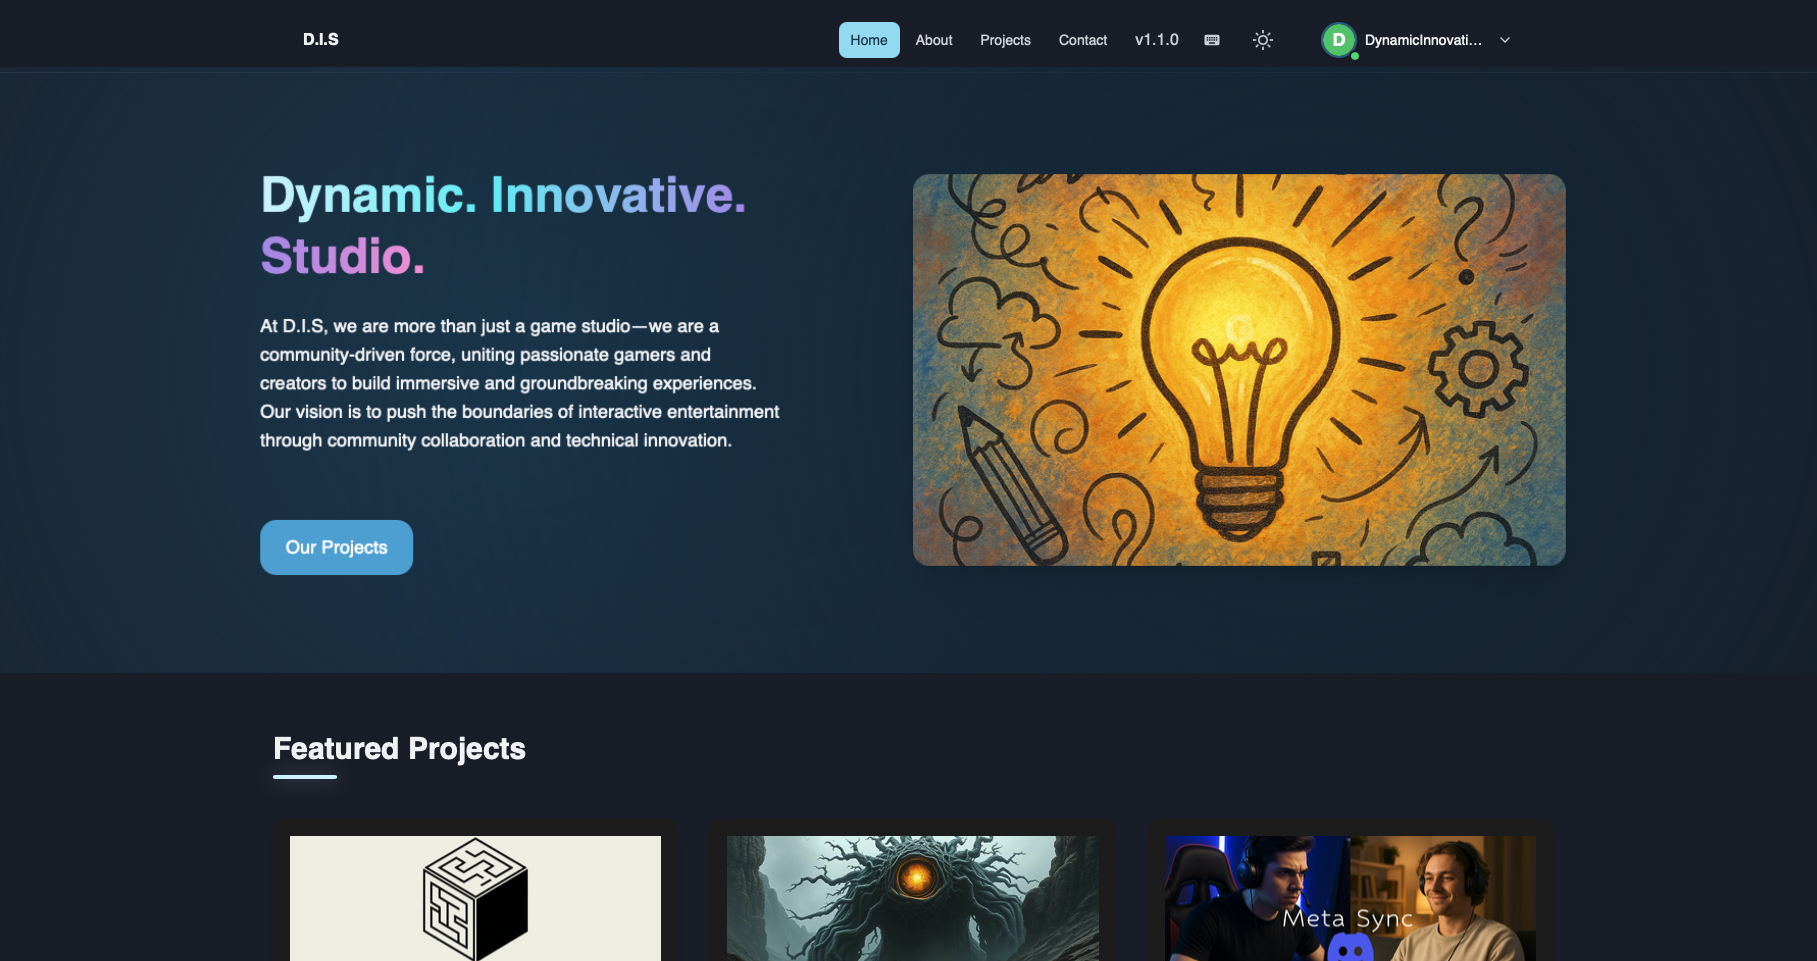 D.I.S
Home About Projects Contact v1.1.0 D DynamicInnovati...
Dynamic. Innovative.
Studio.
At D.I.S, we are more than just a game studio—we are a
community-driven force, uniting passionate gamers and
creators to build immersive and groundbreaking experiences.
Our vision is to push the boundaries of interactive entertainment
through community collaboration and technical innovation.
Our Projects
Featured Projects
Meta Sync